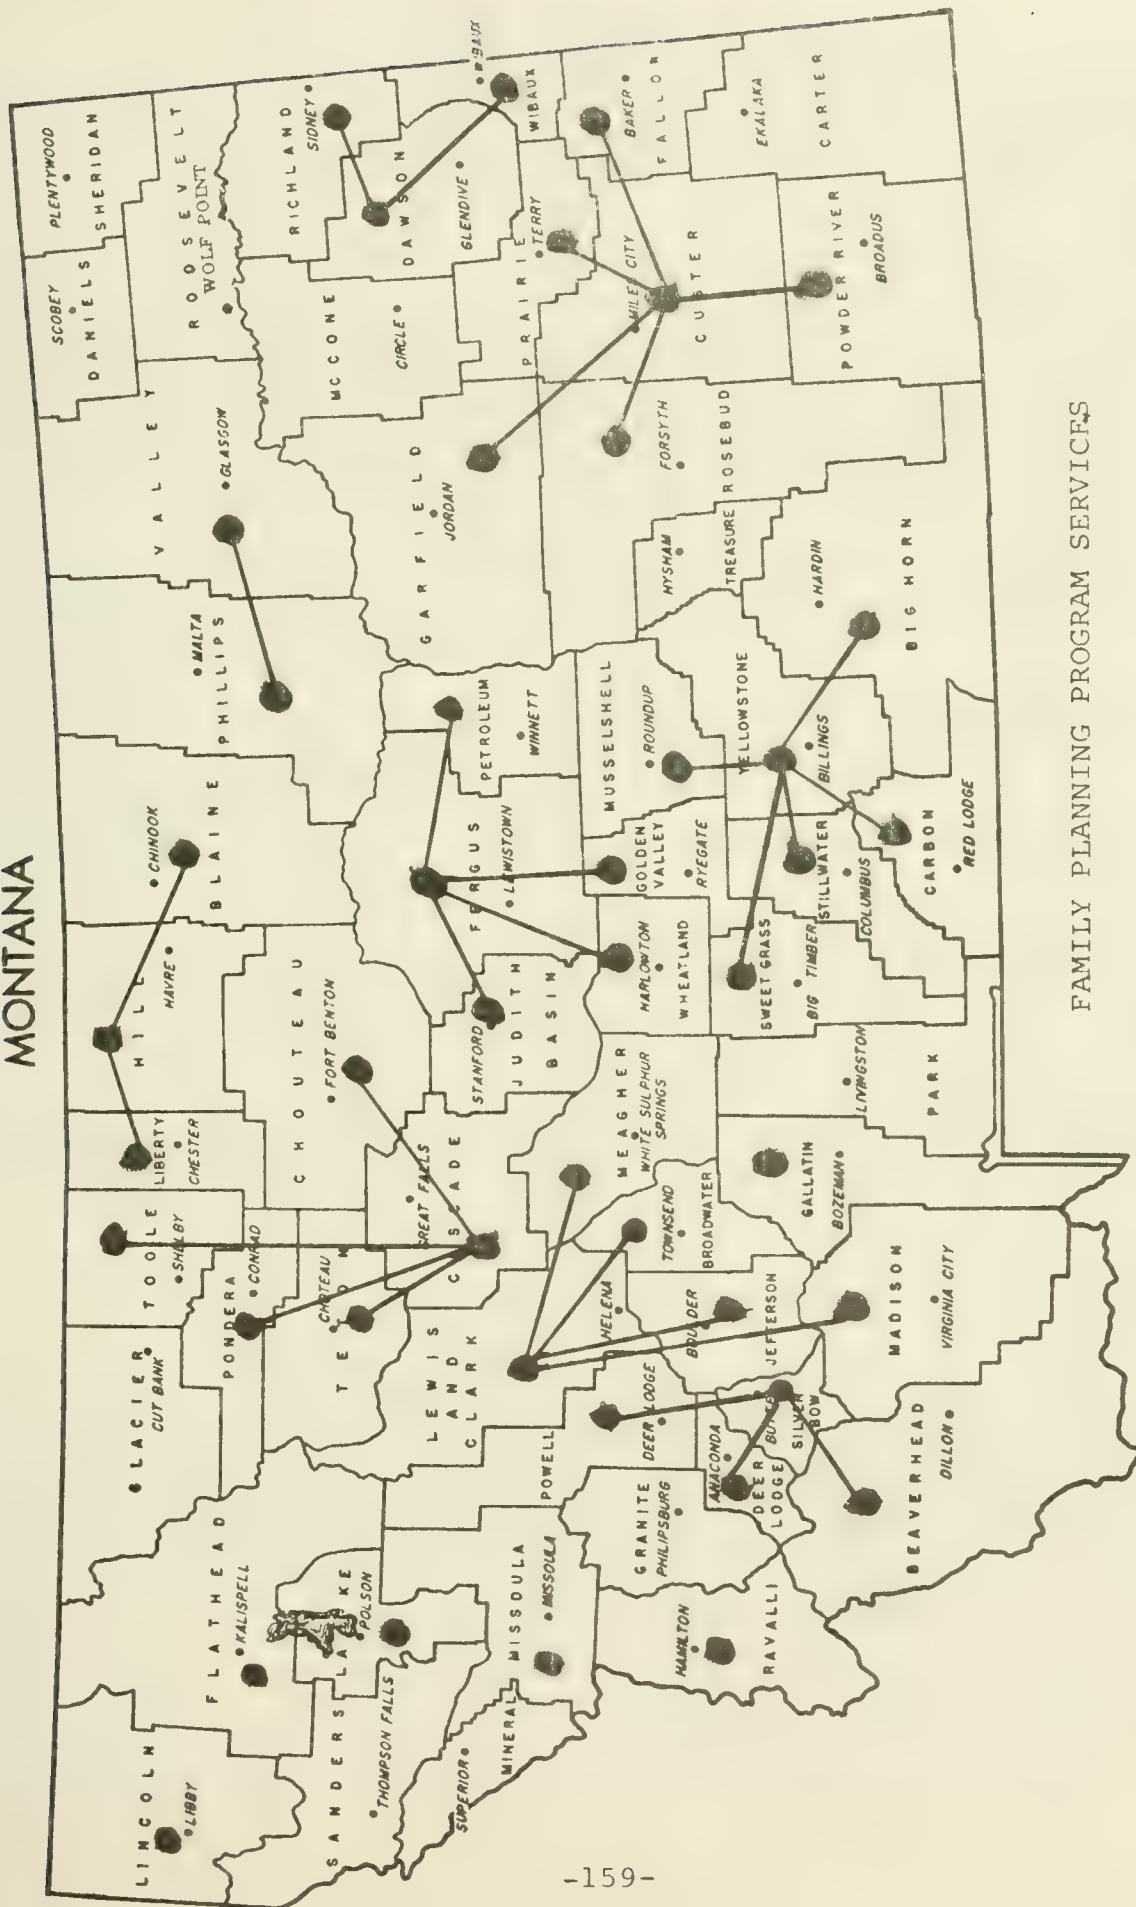 MONTANA
LINCOLN
LIBBY
FLATHEAD
KALISPELL
GLACIER
CUT BANK
TOOLE
SHELBY
LIBERTY
CHESTER
HILL
HAVRE
BLAINE
CHINOOK
PHILLIPS
MALTA
VALLEY
GLASGOW
DANIELS
SCOBEY
SHERIDAN
PLENTYWOOD
ROOSEVELT
WOLF POINT
SANDERS
THOMPSON FALLS
LAKE
POLSON
PONDERA
CONRAD
TETON
CHOTEAU
CHOUTEAU
FORT BENTON
CASCADE
GREAT FALLS
JUDITH
BASIN
STANFORD
FERGUS
LEWISTOWN
PETROLEUM
WINNETT
GARFIELD
JORDAN
MCCONE
CIRCLE
RICHLAND
SIDNEY
DAWSON
GLENDIVE
WIBAUX
PRAIRIE
TERRY
MINERAL
SUPERIOR
MISSOULA
MISSOULA
POWELL
DEER LODGE
LEWIS
AND
CLARK
HELENA
MEAGHER
WHITE SULPHUR
SPRINGS
BROADWATER
TOWNSEND
WHEATLAND
HARLOWTON
GOLDEN
VALLEY
RYEGATE
MUSSELSHELL
ROUNDUP
TREASURE
HYSHAM
ROSEBUD
FORSYTH
CUSTER
MILES CITY
FALLON
BAKER
RAVALLI
HAMILTON
GRANITE
PHILIPSBURG
DEER
LODGE
ANACONDA
SILVER
BOW
JEFFERSON
BOULDER
GALLATIN
BOZEMAN
PARK
LIVINGSTON
SWEET GRASS
BIG TIMBER
STILLWATER
COLUMBUS
YELLOWSTONE
BILLINGS
CARBON
RED LODGE
BIG HORN
HARDIN
POWDER RIVER
BROADUS
CARTER
EKALAKA
BEAVERHEAD
DILLON
MADISON
VIRGINIA CITY
FAMILY PLANNING PROGRAM SERVICES
-159-